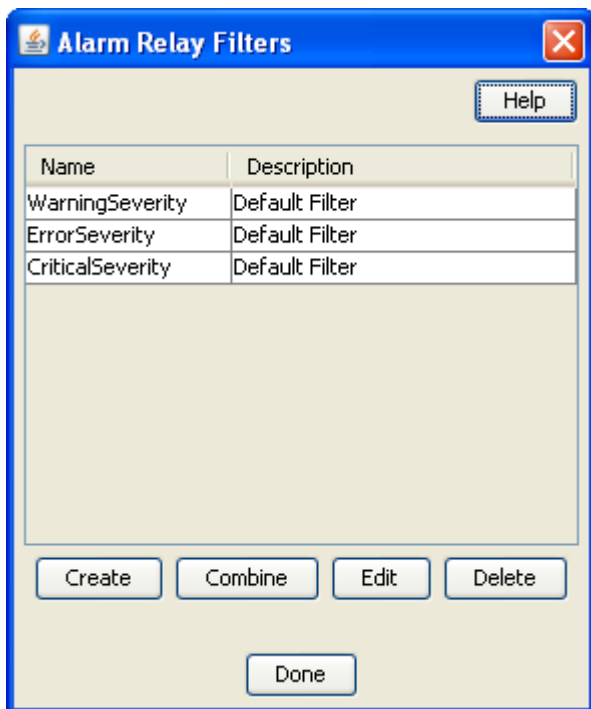 Alarm Relay Filters
Help
Name Description
WarningSeverity Default Filter
ErrorSeverity Default Filter
CriticalSeverity Default Filter
Create Combine Edit Delete
Done